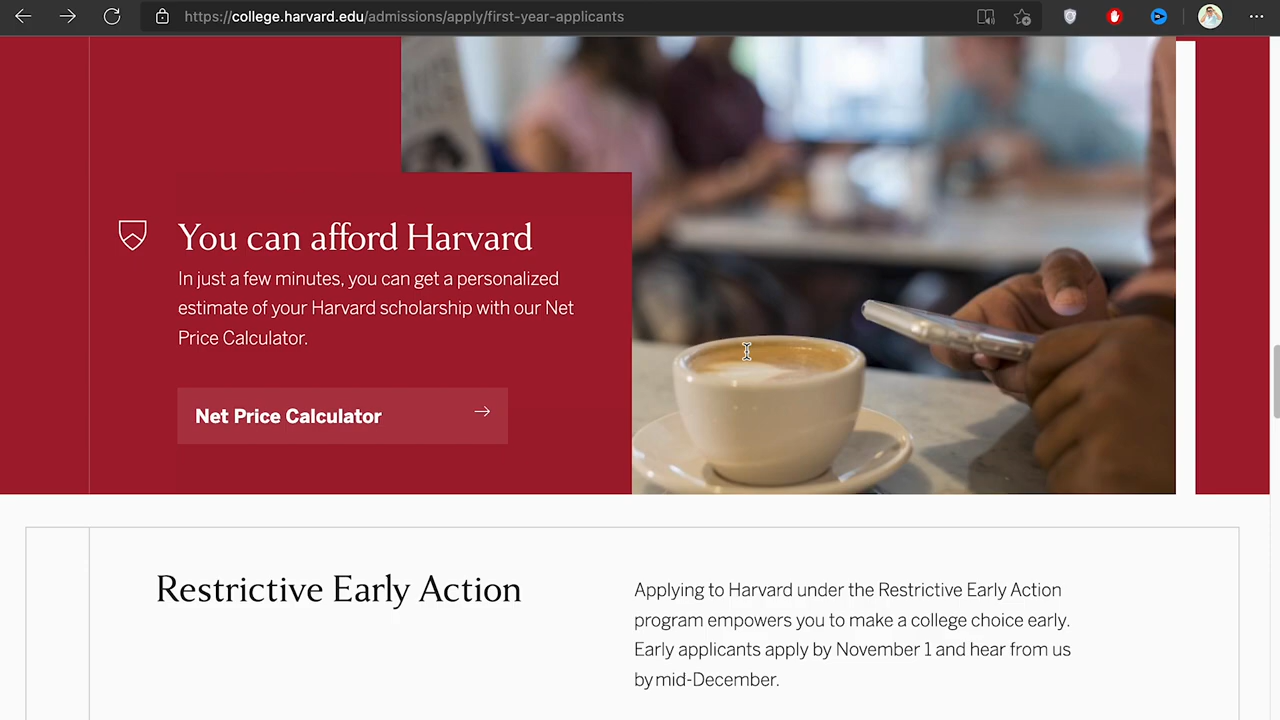 https://college.harvard.edu/admissions/apply/first-year-applicants
You can afford Harvard
In just a few minutes, you can get a personalized
estimate of your Harvard scholarship with our Net
Price Calculator.
Net Price Calculator
Restrictive Early Action
Applying to Harvard under the Restrictive Early Action
program empowers you to make a college choice early.
Early applicants apply by November 1 and hear from us
by mid-December.